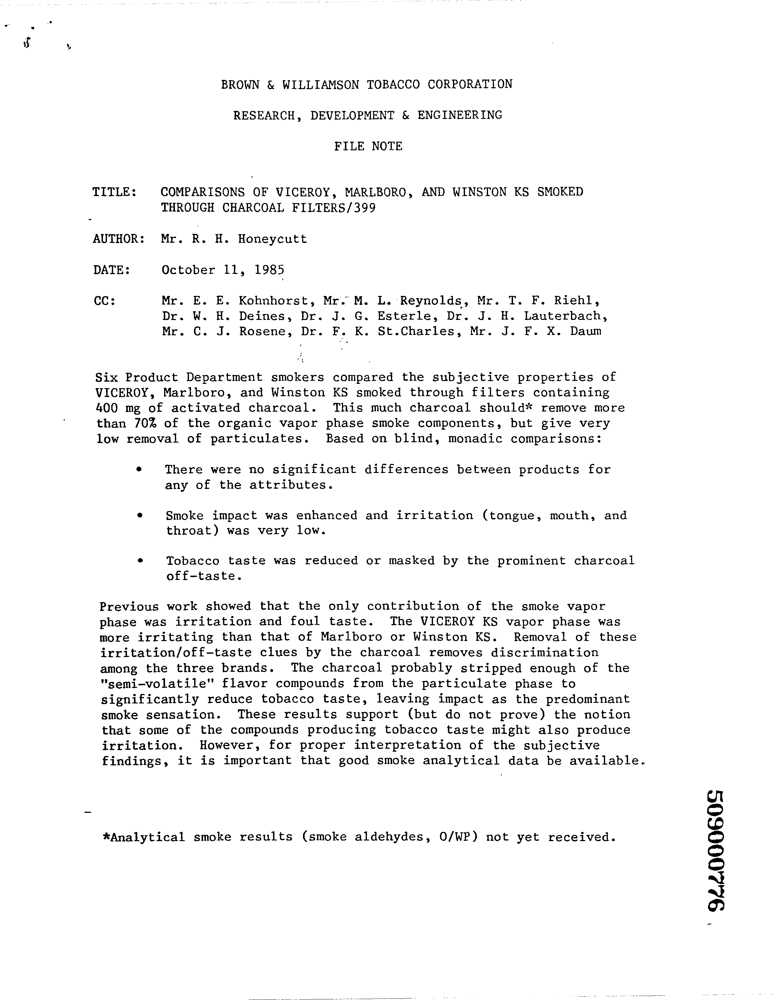 BROWN & WILLIAMSON TOBACCO CORPORATION
RESEARCH, DEVELOPMENT & ENGINEERING
FILE NOTE
TITLE: COMPARISONS OF VICEROY, MARLBORO, AND WINSTON KS SMOKED
THROUGH CHARCOAL FILTERS/399
AUTHOR: Mr. R. H. Honeycutt
DATE: October 11, 1985
CC: Mr. E. E. Kohnhorst, Mr. M. L. Reynolds, Mr. T. F. Riehl,
Dr. W. H. Deines, Dr. J. G. Esterle, Dr. J. H. Lauterbach,
Mr. C. J. Rosene, Dr. F. K. St.Charles, Mr. J. F. X. Daum
Six Product Department smokers compared the subjective properties of
VICEROY, Marlboro, and Winston KS smoked through filters containing
400 mg of activated charcoal. This much charcoal should* remove more
than 70% of the organic vapor phase smoke components, but give very
low removal of particulates. Based on blind, monadic comparisons:
• There were no significant differences between products for
any of the attributes.
• Smoke impact was enhanced and irritation (tongue, mouth, and
throat) was very low.
• Tobacco taste was reduced or masked by the prominent charcoal
off-taste.
Previous work showed that the only contribution of the smoke vapor
phase was irritation and foul taste. The VICEROY KS vapor phase was
more irritating than that of Marlboro or Winston KS. Removal of these
irritation/off-taste clues by the charcoal removes discrimination
among the three brands. The charcoal probably stripped enough of the
"semi-volatile" flavor compounds from the particulate phase to
significantly reduce tobacco taste, leaving impact as the predominant
smoke sensation. These results support (but do not prove) the notion
that some of the compounds producing tobacco taste might also produce
irritation. However, for proper interpretation of the subjective
findings, it is important that good smoke analytical data be available.
*Analytical smoke results (smoke aldehydes, O/WP) not yet received.
509000776